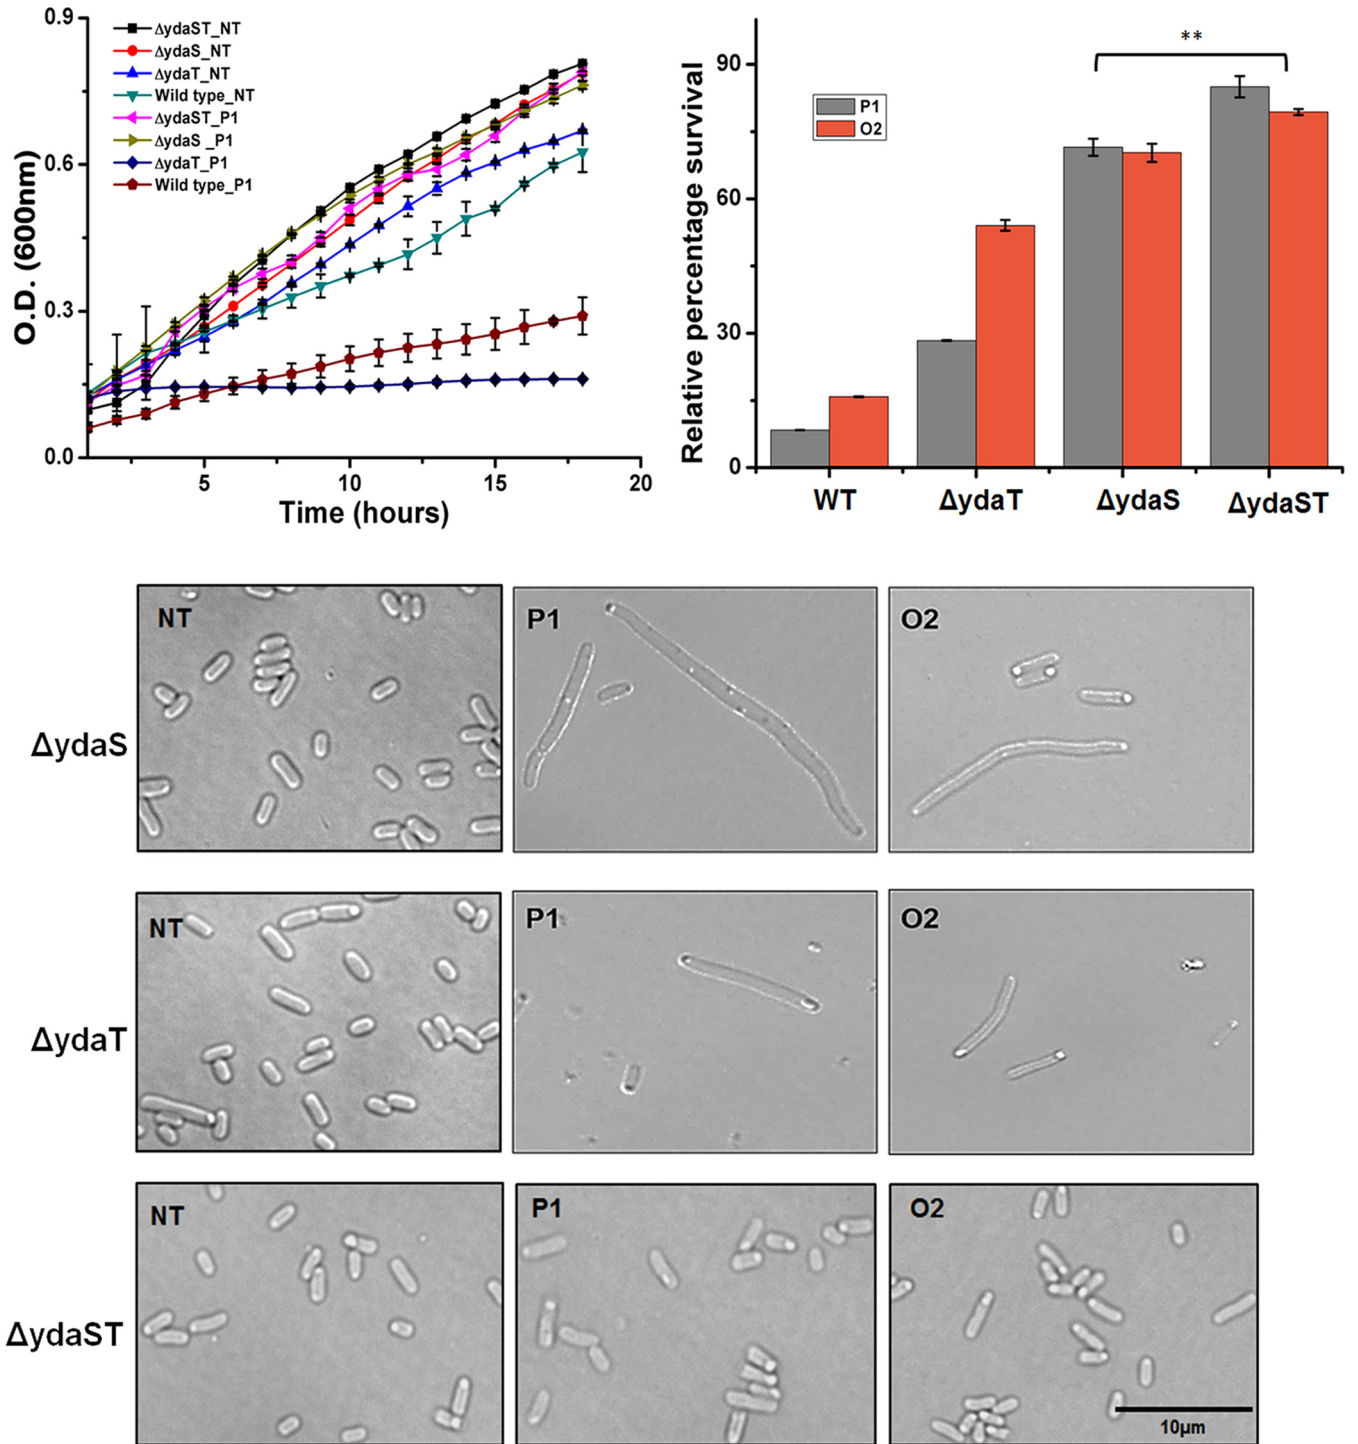 ΔydaST_NT
ΔydaS_NT
ΔydaT_NT
Wild type_NT
ΔydaST_P1
ΔydaS _P1
ΔydaT_P1
Wild type_P1
0.9
0.6
0.3
0.0
O.D. (600nm)
5
10
15
20
Time (hours)
**
P1
O2
90
60
30
0
Relative percentage survival
WT
ΔydaT
ΔydaS
ΔydaST
ΔydaS
NT
P1
O2
ΔydaT
NT
P1
O2
ΔydaST
NT
P1
O2
10μm